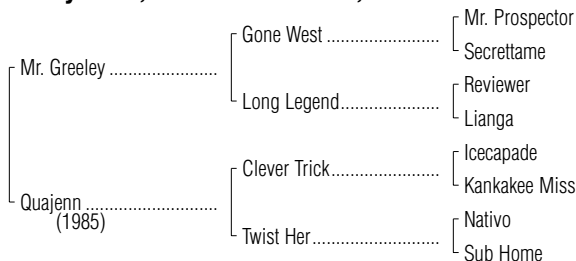 Mr. Prospector
Gone West ........................
Secrettame
Mr. Greeley .......................
Reviewer
Long Legend.....................
Lianga
Icecapade
Clever Trick.......................
Kankakee Miss
Quajenn ............................
(1985)
Nativo
Twist Her...........................
Sub Home